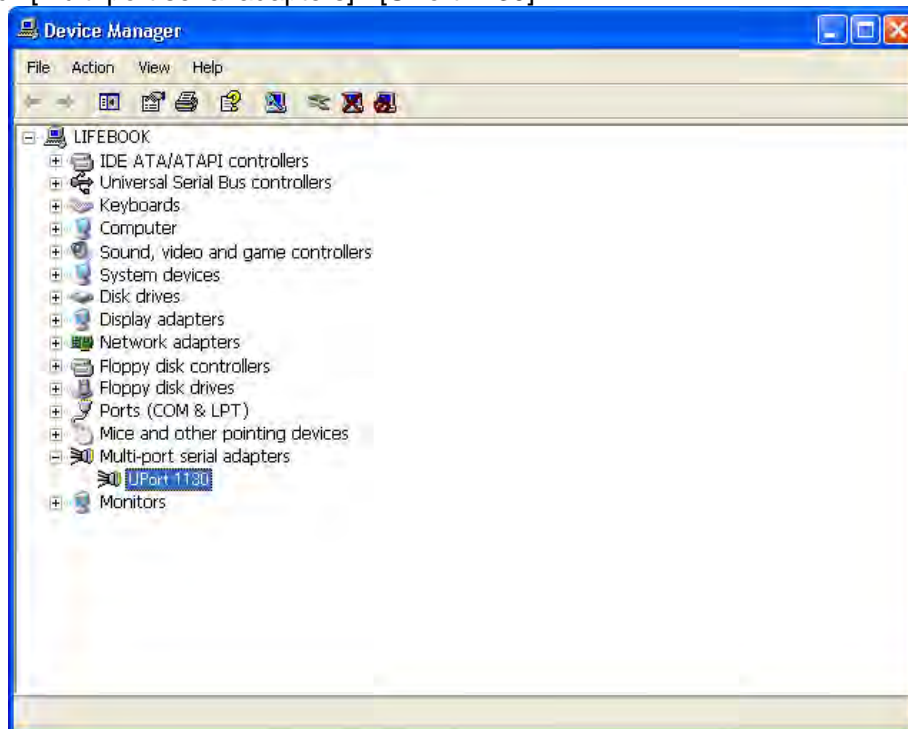 Device Manager
File Action View Help
LIFEBOOK
IDE ATA/ATAPI controllers
Universal Serial Bus controllers
Keyboards
Computer
Sound, video and game controllers
System devices
Disk drives
Display adapters
Network adapters
Floppy disk controllers
Floppy disk drives
Ports (COM & LPT)
Mice and other pointing devices
Multi-port serial adapters
UPort 1130
Monitors